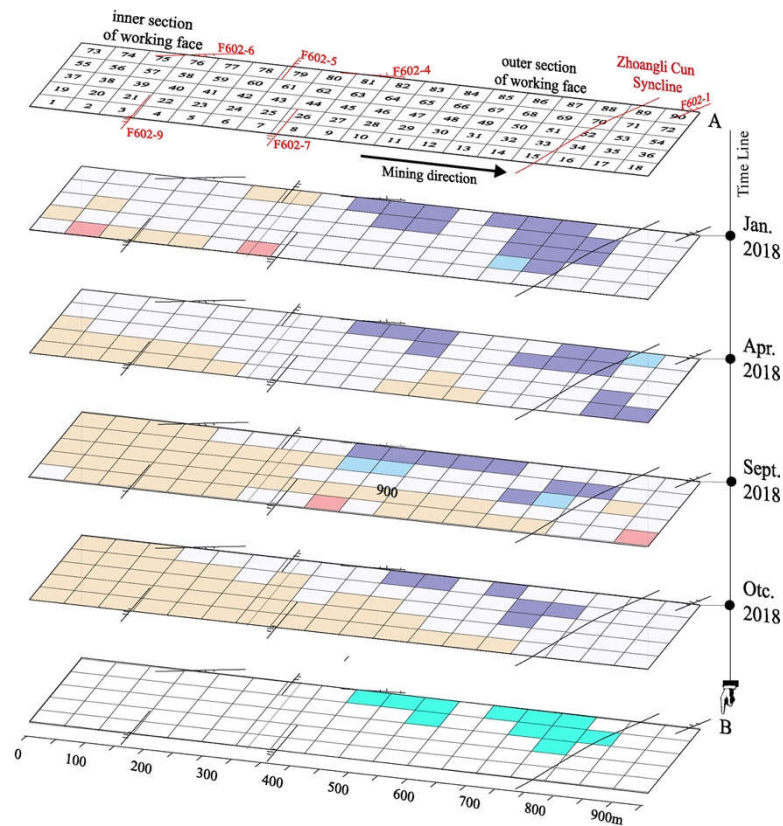 inner section
of working face
F602-6
F602-5
F602-4
outer section
of working face
Zhoangli Cun
Syncline
F602-1
73 74 75 76 77 78 79 80 81 82 83 84 85 86 87 88 89 90
55 56 57 58 59 60 61 62 63 64 65 66 67 68 69 70 71 72
37 38 39 40 41 42 43 44 45 46 47 48 49 50 51 52 53 54
19 20 21 22 23 24 25 26 27 28 29 30 31 32 33 34 35 36
1 2 3 4 5 6 7 8 9 10 11 12 13 14 15 16 17 18
A
F602-9
F602-7
Mining direction
Time Line
Jan.
2018
Apr.
2018
Sept.
2018
900
Otc.
2018
B
0 100 200 300 400 500 600 700 800 900m